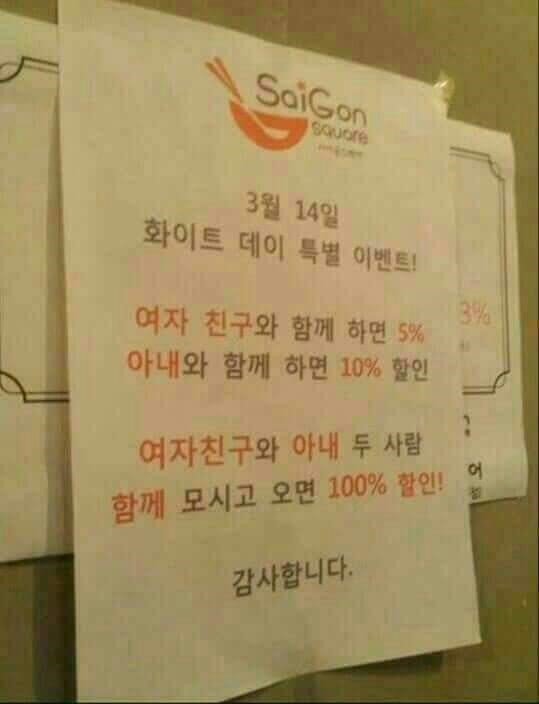 SaiGon
square
3월 14일
화이트 데이 특별 이벤트!
여자 친구와 함께 하면 5%
아내와 함께 하면 10% 할인
여자친구와 아내 두 사람
함께 모시고 오면 100% 할인!
감사합니다.
3%
어